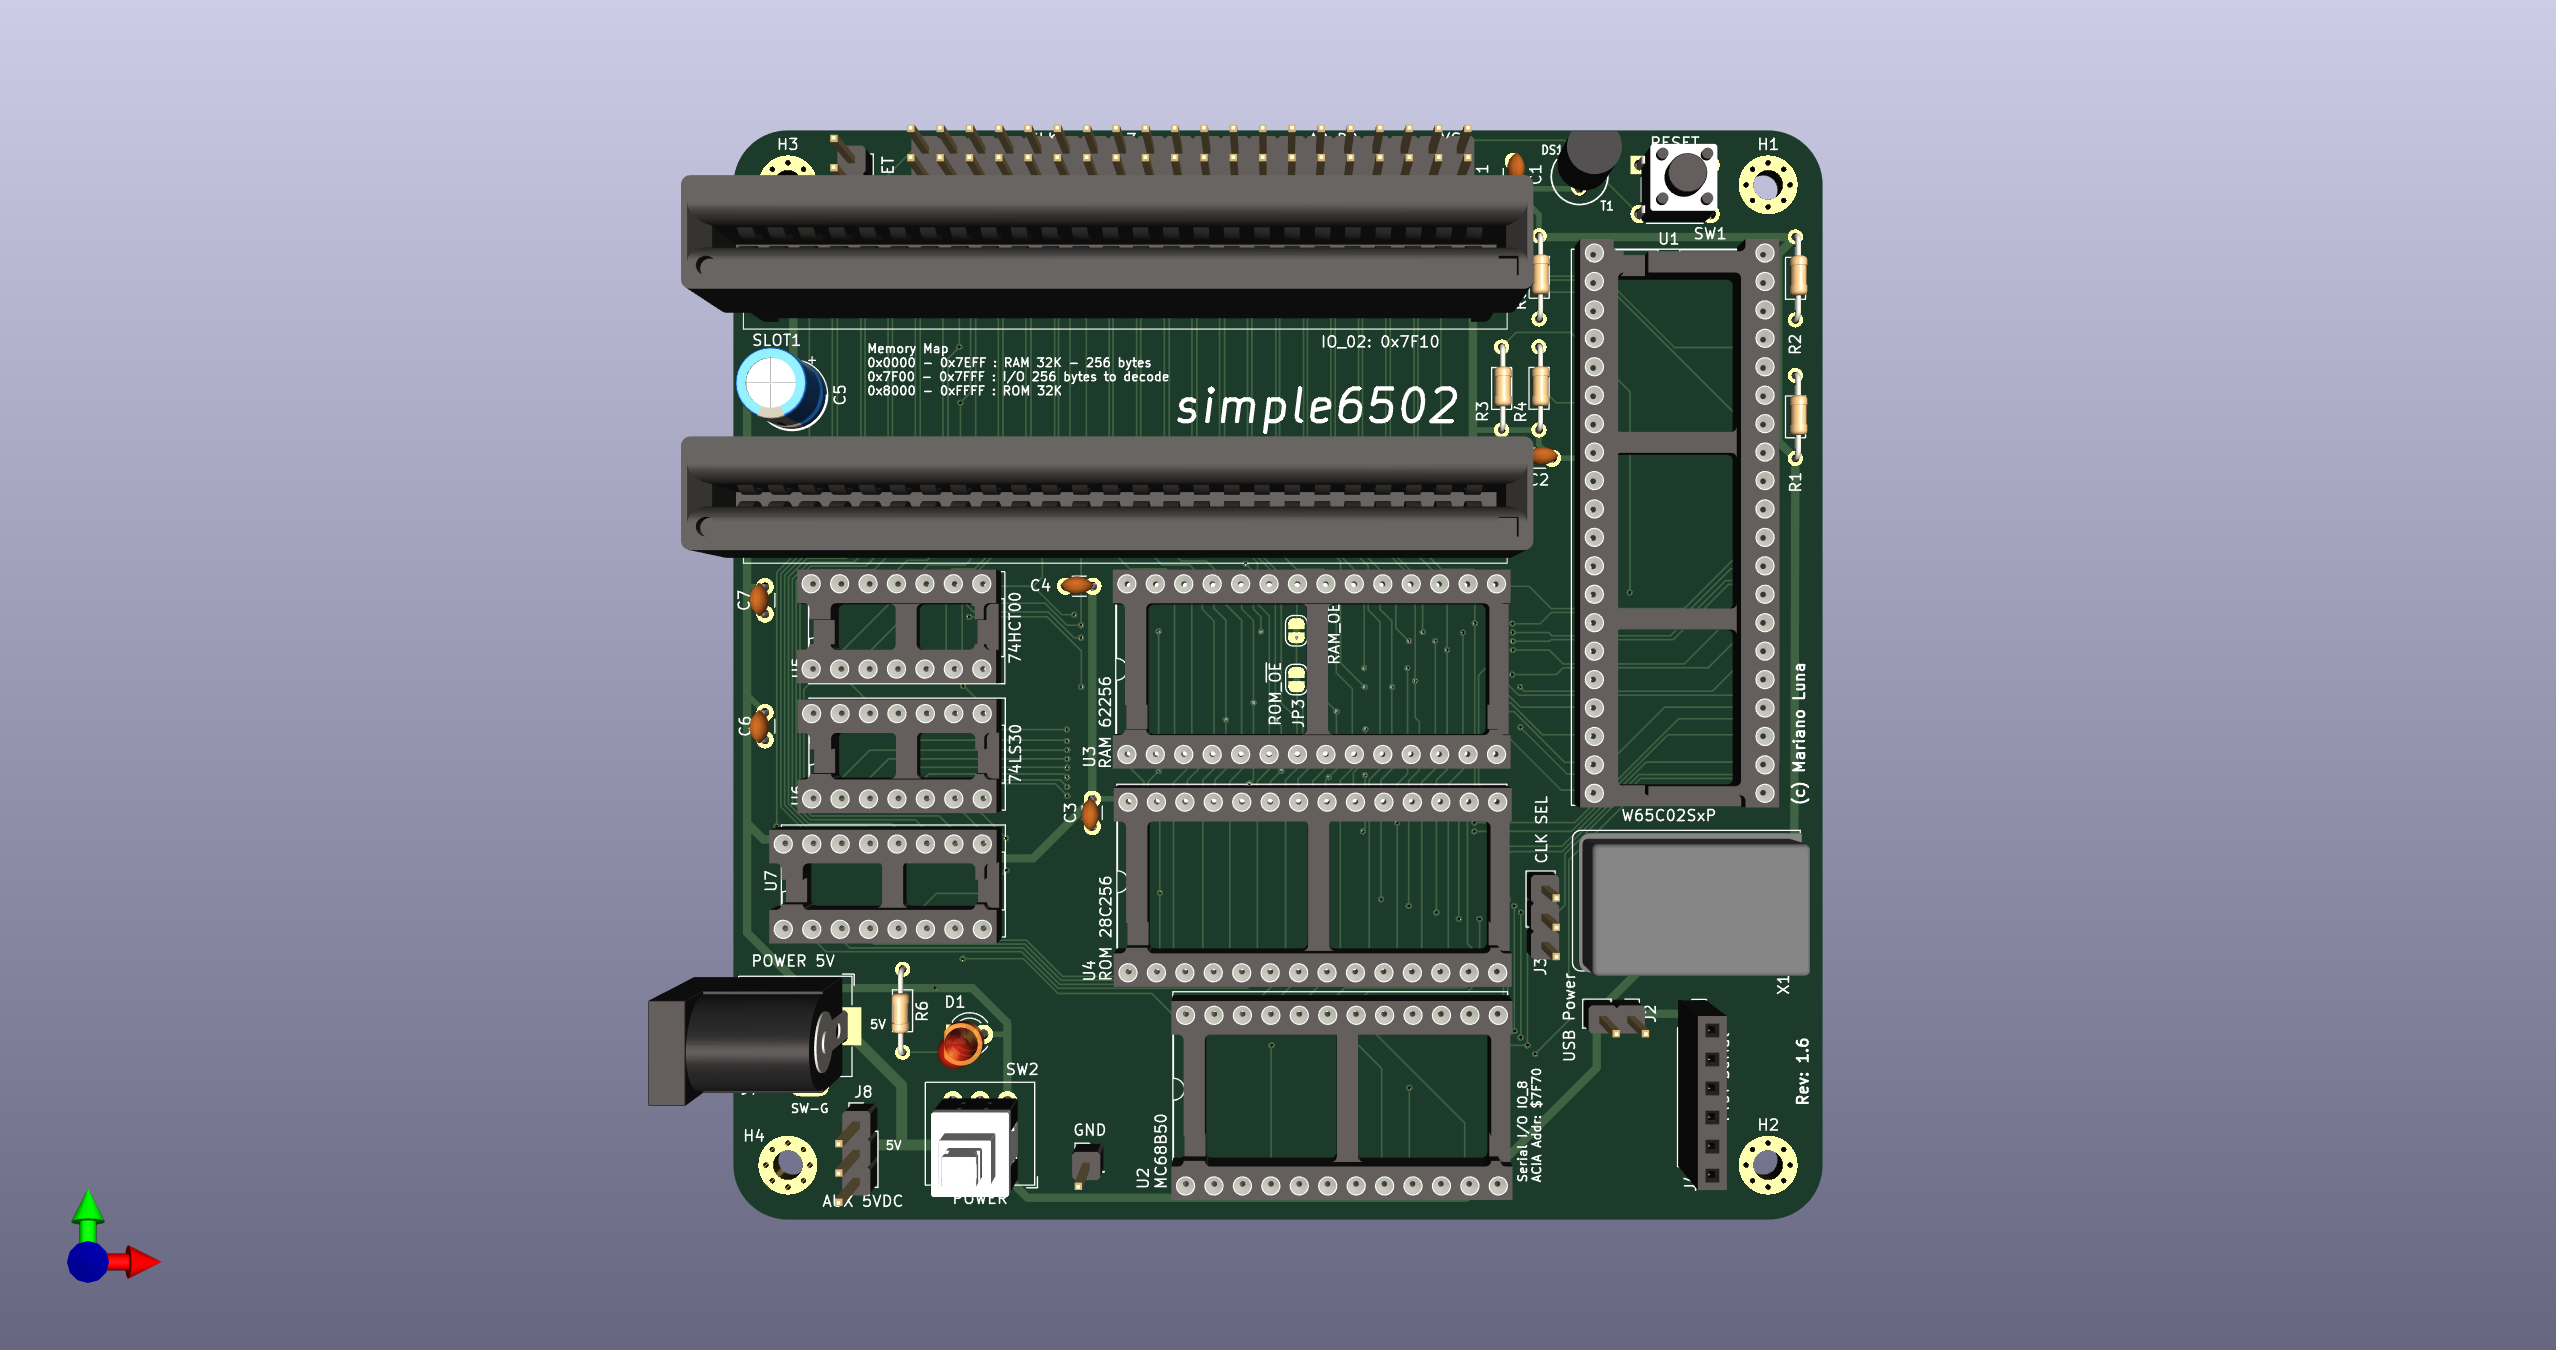 H3
DS1
RESET
H1
C1
T1
SW1
U1
SLOT1
IO_02: 0x7F10
Memory Map
0x0000 - 0x7EFF : RAM 32K - 256 bytes
0x7F00 - 0x7FFF : I/O 256 bytes to decode
0x8000 - 0xFFFF : ROM 32K
C5
simple6502
R3
R4
R2
C2
R1
C7
C4
74HCT00
RAM_OE
ROM_OE
JP3
U3
RAM 62256
C6
74LS30
C3
(c) Mariano Luna
W65C02SxP
CLK SEL
U7
U4
ROM 28C256
J3
X1
POWER 5V
5V
R6
D1
USB Power
J2
SW2
Rev: 1.6
J8
SW-G
H4
5V
GND
U2
MC68B50
Serial I/O IO_8
ACIA Addr: $7F70
H2
5VDC
POWER